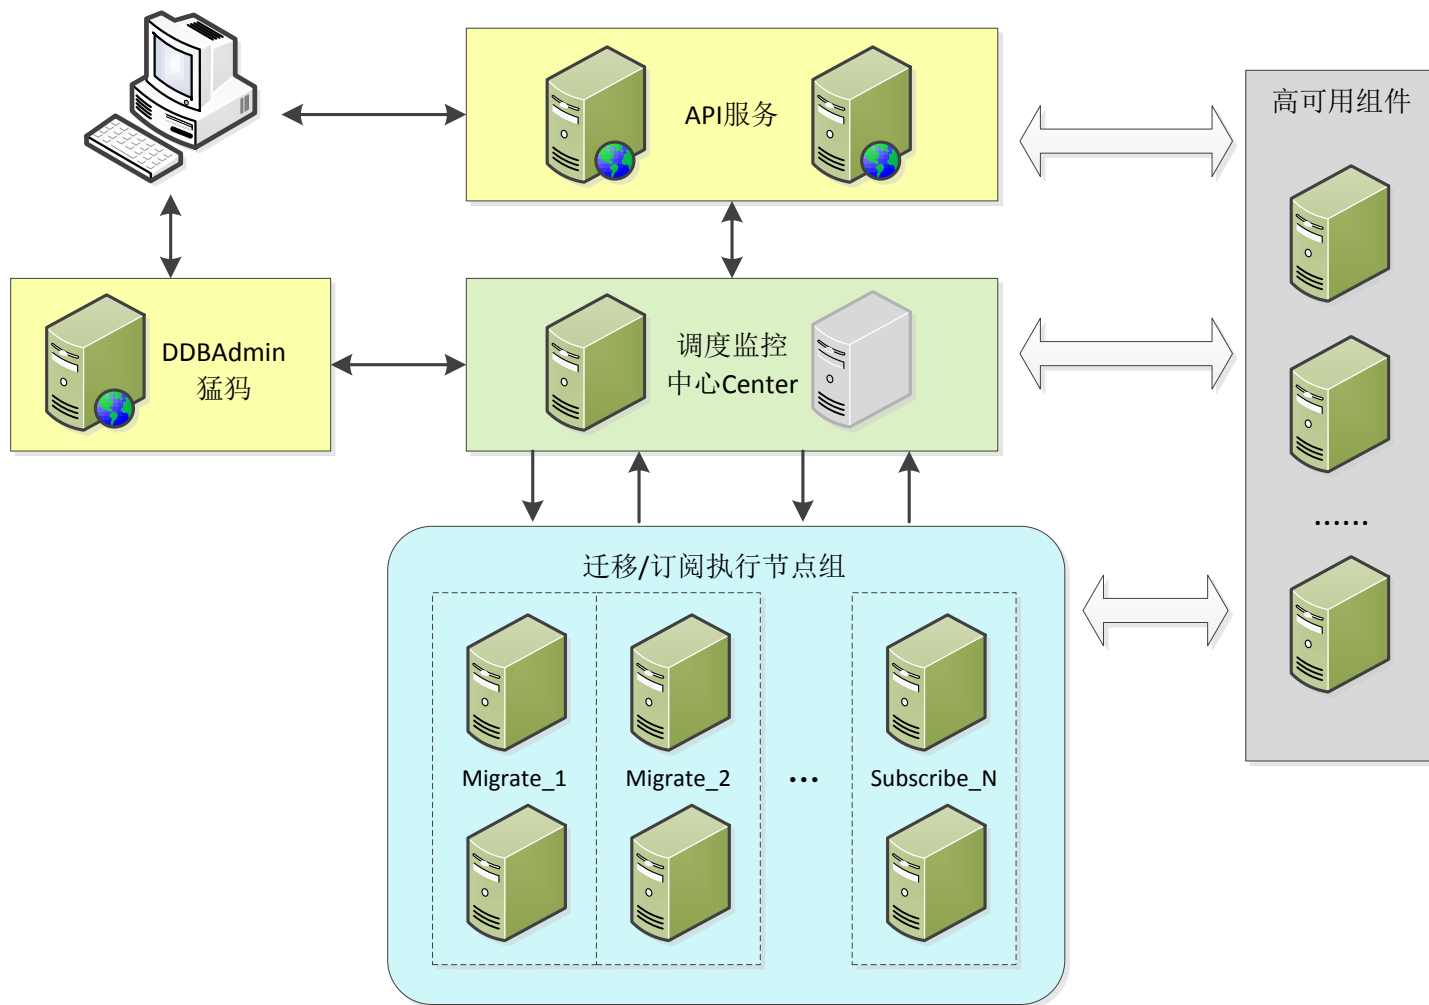 API服务
高可用组件
DDBAdmin
猛犸
调度监控
中心Center
......
迁移/订阅执行节点组
Migrate_1
Migrate_2
...
Subscribe_N